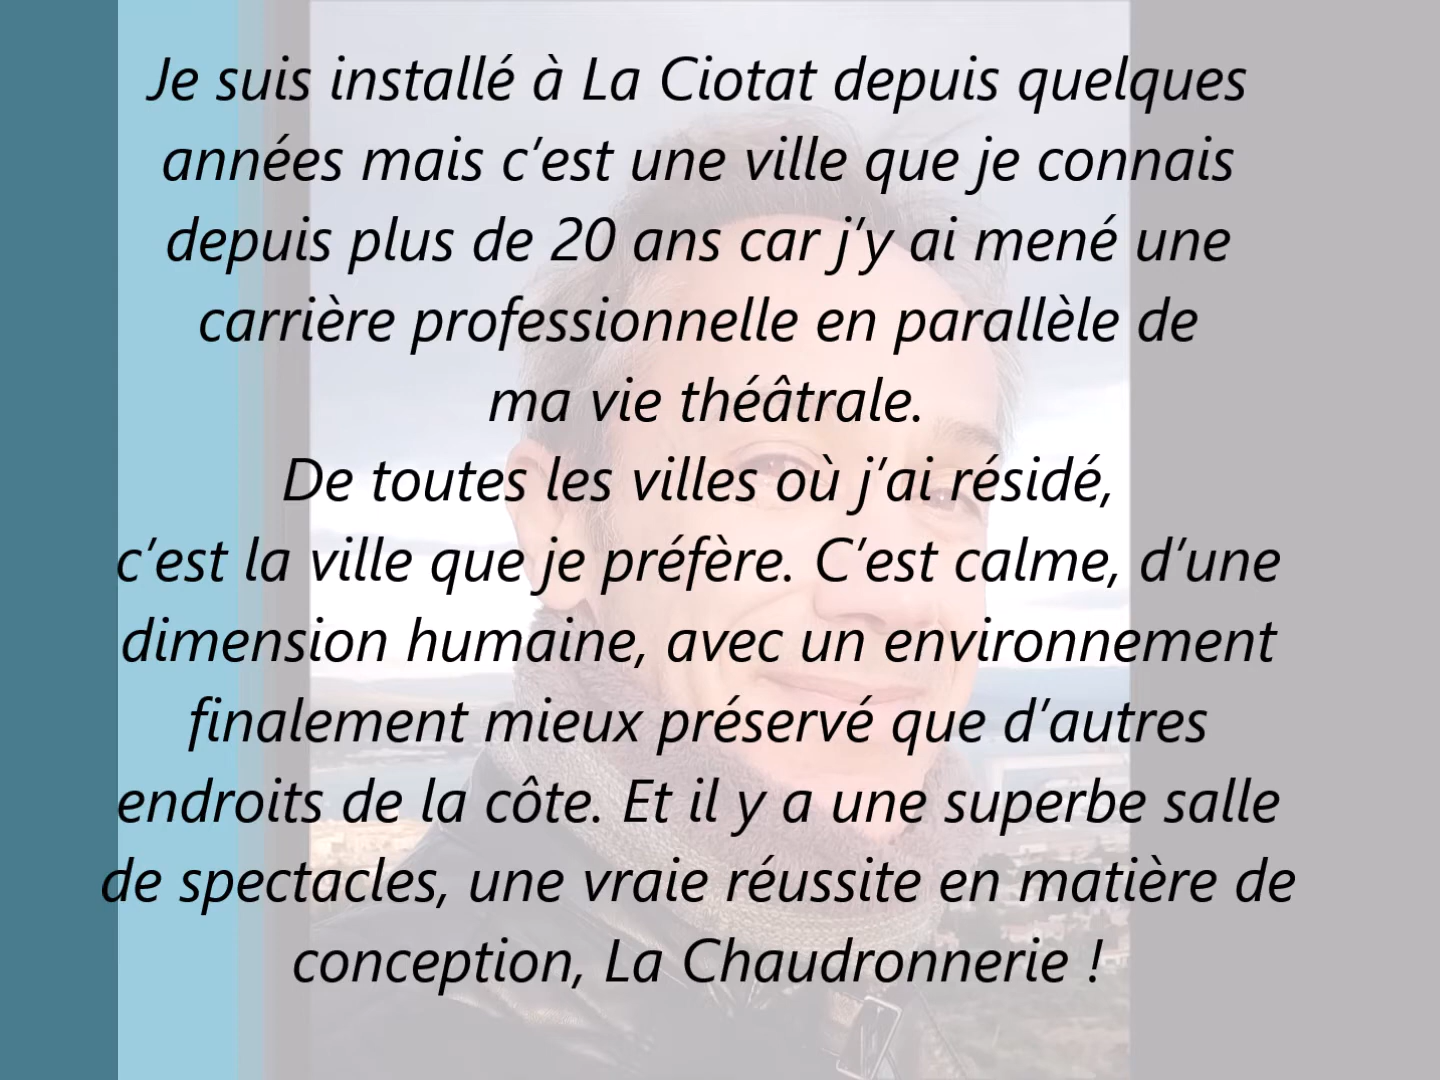 Je suis installé à La Ciotat depuis quelques
années mais c’est une ville que je connais
depuis plus de 20 ans car j’y ai mené une
carrière professionnelle en parallèle de
ma vie théâtrale.
De toutes les villes où j’ai résidé,
c’est la ville que je préfère. C’est calme, d’une
dimension humaine, avec un environnement
finalement mieux préservé que d’autres
endroits de la côte. Et il y a une superbe salle
de spectacles, une vraie réussite en matière de
conception, La Chaudronnerie !